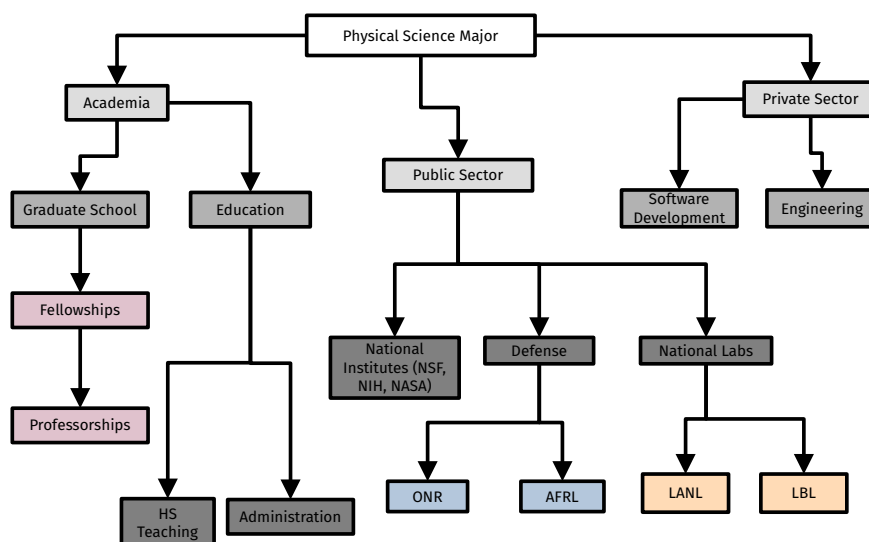 Physical Science Major
Academia
Private Sector
Public Sector
Graduate School
Education
Software
Development
Engineering
Fellowships
National
Institutes (NSF,
NIH, NASA)
Defense
National Labs
Professorships
ONR
AFRL
LANL
LBL
HS
Teaching
Administration